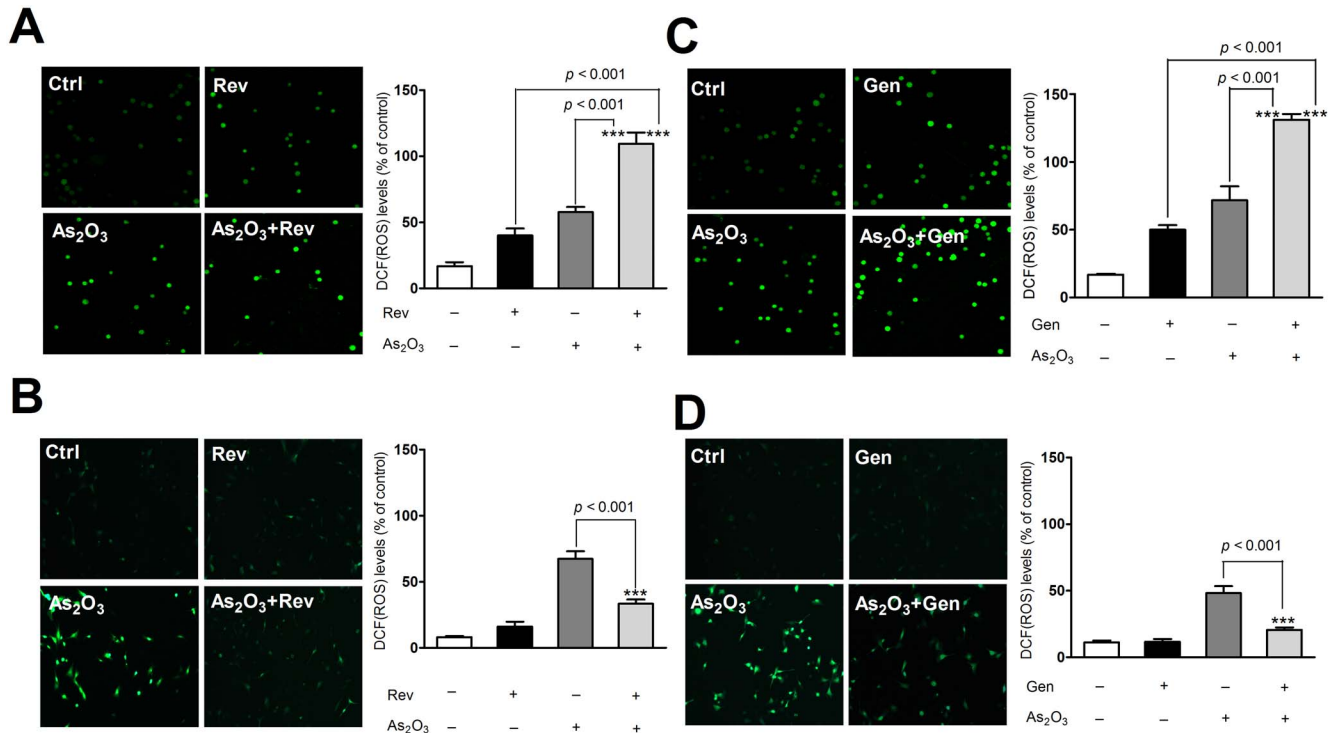 A
Ctrl
Rev
As₂O₃
As₂O₃+Rev
DCF(ROS) levels (% of control)
150
100
50
0
p < 0.001
p < 0.001
*** ***
Rev – + – +
As₂O₃ – – + +
C
Ctrl
Gen
As₂O₃
As₂O₃+Gen
DCF(ROS) levels (% of control)
150
100
50
0
p < 0.001
p < 0.001
*** ***
Gen – + – +
As₂O₃ – – + +
B
Ctrl
Rev
As₂O₃
As₂O₃+Rev
DCF(ROS) levels (% of control)
150
100
50
0
p < 0.001
***
Rev – + – +
As₂O₃ – – + +
D
Ctrl
Gen
As₂O₃
As₂O₃+Gen
DCF(ROS) levels (% of control)
150
100
50
0
p < 0.001
***
Gen – + – +
As₂O₃ – – + +